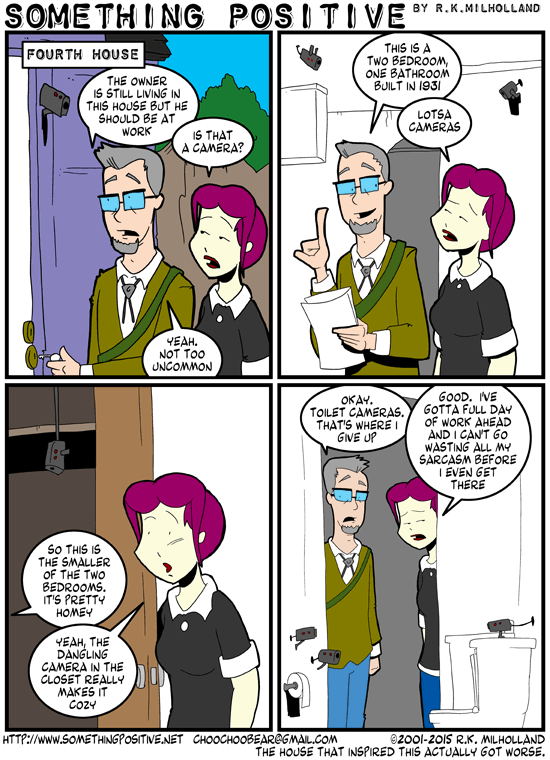 SOMETHING POSITIVE BY R.K.MILHOLLAND
FOURTH HOUSE
THE OWNER
IS STILL LIVING IN
THIS HOUSE BUT HE
SHOULD BE AT
WORK
IS THAT
A CAMERA?
YEAH.
NOT TOO
UNCOMMON
THIS IS A
TWO BEDROOM,
ONE BATHROOM
BUILT IN 1931
LOTSA
CAMERAS
SO THIS IS
THE SMALLER
OF THE TWO
BEDROOMS.
IT'S PRETTY
HOMEY
YEAH, THE
DANGLING
CAMERA IN THE
CLOSET REALLY
MAKES IT
COZY
OKAY.
TOILET CAMERAS.
THAT'S WHERE I
GIVE UP
GOOD. I'VE
GOTTA FULL DAY
OF WORK AHEAD
AND I CAN'T GO
WASTING ALL MY
SARCASM BEFORE
I EVEN GET
THERE
HTTP://WWW.SOMETHINGPOSITIVE.NET CHOOCHOOBEAR@GMAIL.COM ©2001-2015 R.K. MILHOLLAND
THE HOUSE THAT INSPIRED THIS ACTUALLY GOT WORSE.